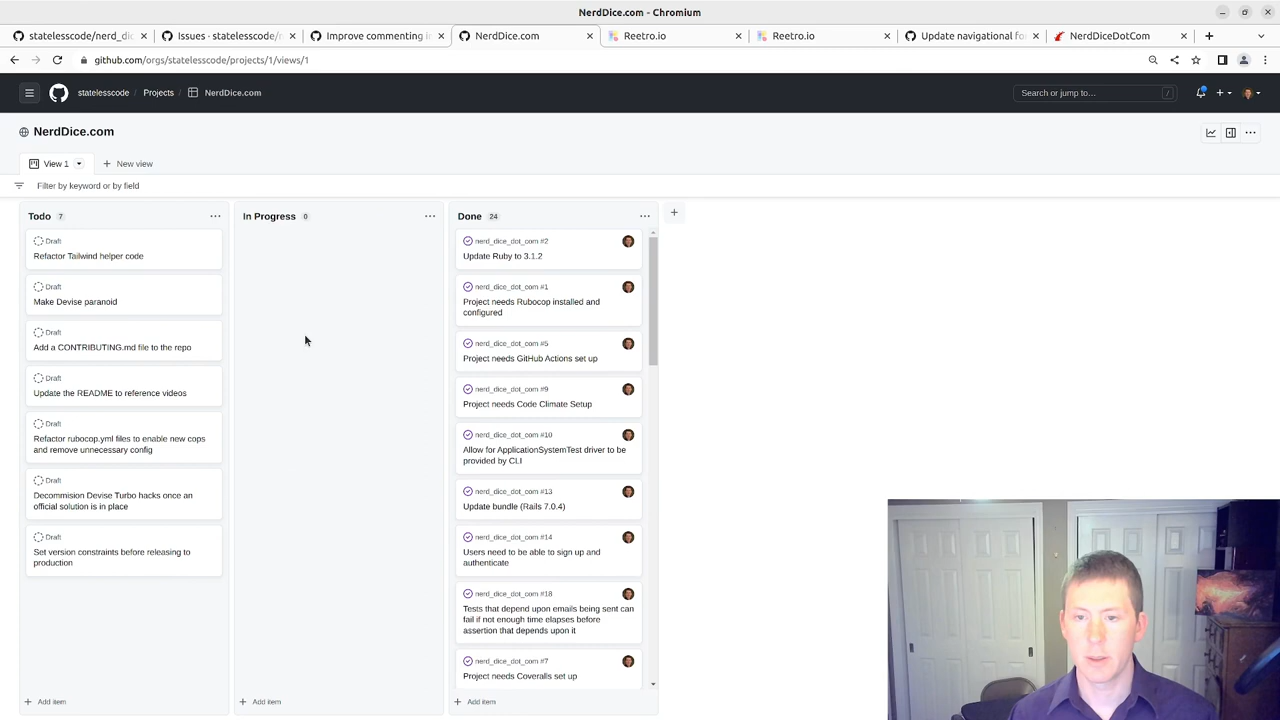 NerdDice.com - Chromium
statelesscode/nerd_dic
Issues · statelesscode/n
Improve commenting in
NerdDice.com
Reetro.io
Reetro.io
Update navigational fo
NerdDiceDotCom
github.com/orgs/statelesscode/projects/1/views/1
statelesscode / Projects / NerdDice.com
Search or jump to… /
NerdDice.com
View 1
New view
Filter by keyword or by field
Todo 7
Draft
Refactor Tailwind helper code
Draft
Make Devise paranoid
Draft
Add a CONTRIBUTING.md file to the repo
Draft
Update the README to reference videos
Draft
Refactor rubocop.yml files to enable new cops
and remove unnecessary config
Draft
Decommision Devise Turbo hacks once an
official solution is in place
Draft
Set version constraints before releasing to
production
Add item
In Progress 0
Add item
Done 24
nerd_dice_dot_com #2
Update Ruby to 3.1.2
nerd_dice_dot_com #1
Project needs Rubocop installed and
configured
nerd_dice_dot_com #5
Project needs GitHub Actions set up
nerd_dice_dot_com #9
Project needs Code Climate Setup
nerd_dice_dot_com #10
Allow for ApplicationSystemTest driver to be
provided by CLI
nerd_dice_dot_com #13
Update bundle (Rails 7.0.4)
nerd_dice_dot_com #14
Users need to be able to sign up and
authenticate
nerd_dice_dot_com #18
Tests that depend upon emails being sent can
fail if not enough time elapses before
assertion that depends upon it
nerd_dice_dot_com #7
Project needs Coveralls set up
Add item